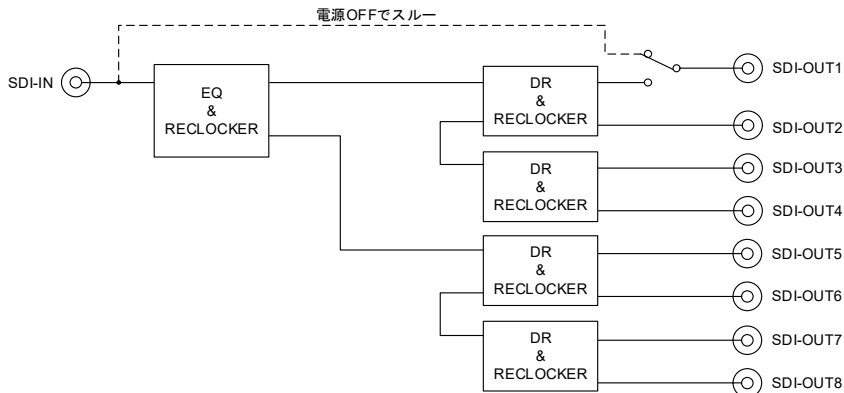 電源OFFでスルー
SDI-IN
EQ
&
RECLOCKER
DR
&
RECLOCKER
SDI-OUT1
SDI-OUT2
DR
&
RECLOCKER
SDI-OUT3
SDI-OUT4
DR
&
RECLOCKER
SDI-OUT5
SDI-OUT6
DR
&
RECLOCKER
SDI-OUT7
SDI-OUT8